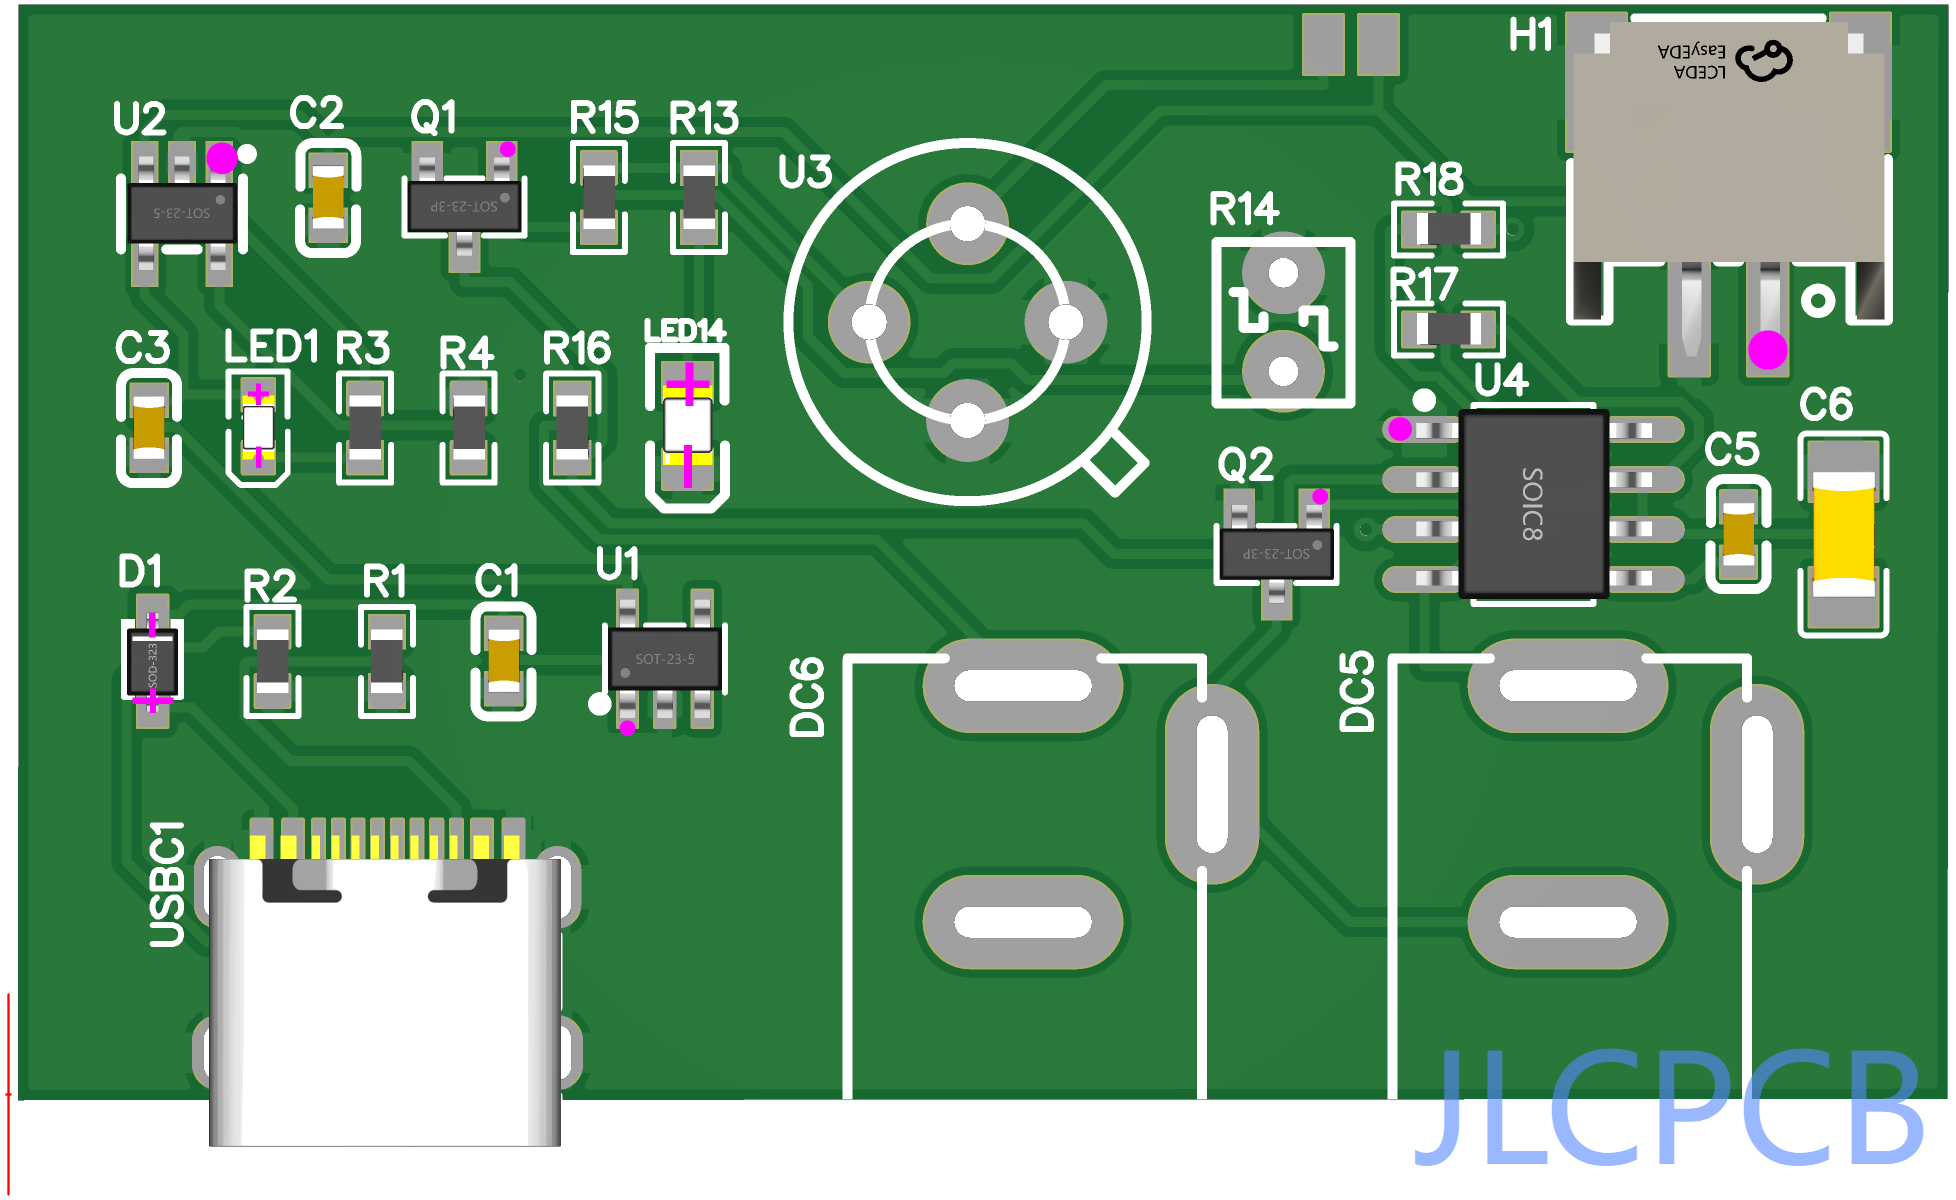 H1
LCEDA
EasyEDA
U2
C2
Q1
R15
R13
U3
R18
R14
SOT-23-5
SOT-23-3P
R17
C3
LED1
R3
R4
R16
LED14
U4
C6
Q2
C5
SOIC8
SOT-23-3P
D1
R2
R1
C1
U1
SOD-323
SOT-23-5
DC6
DC5
USBC1
JLCPCB